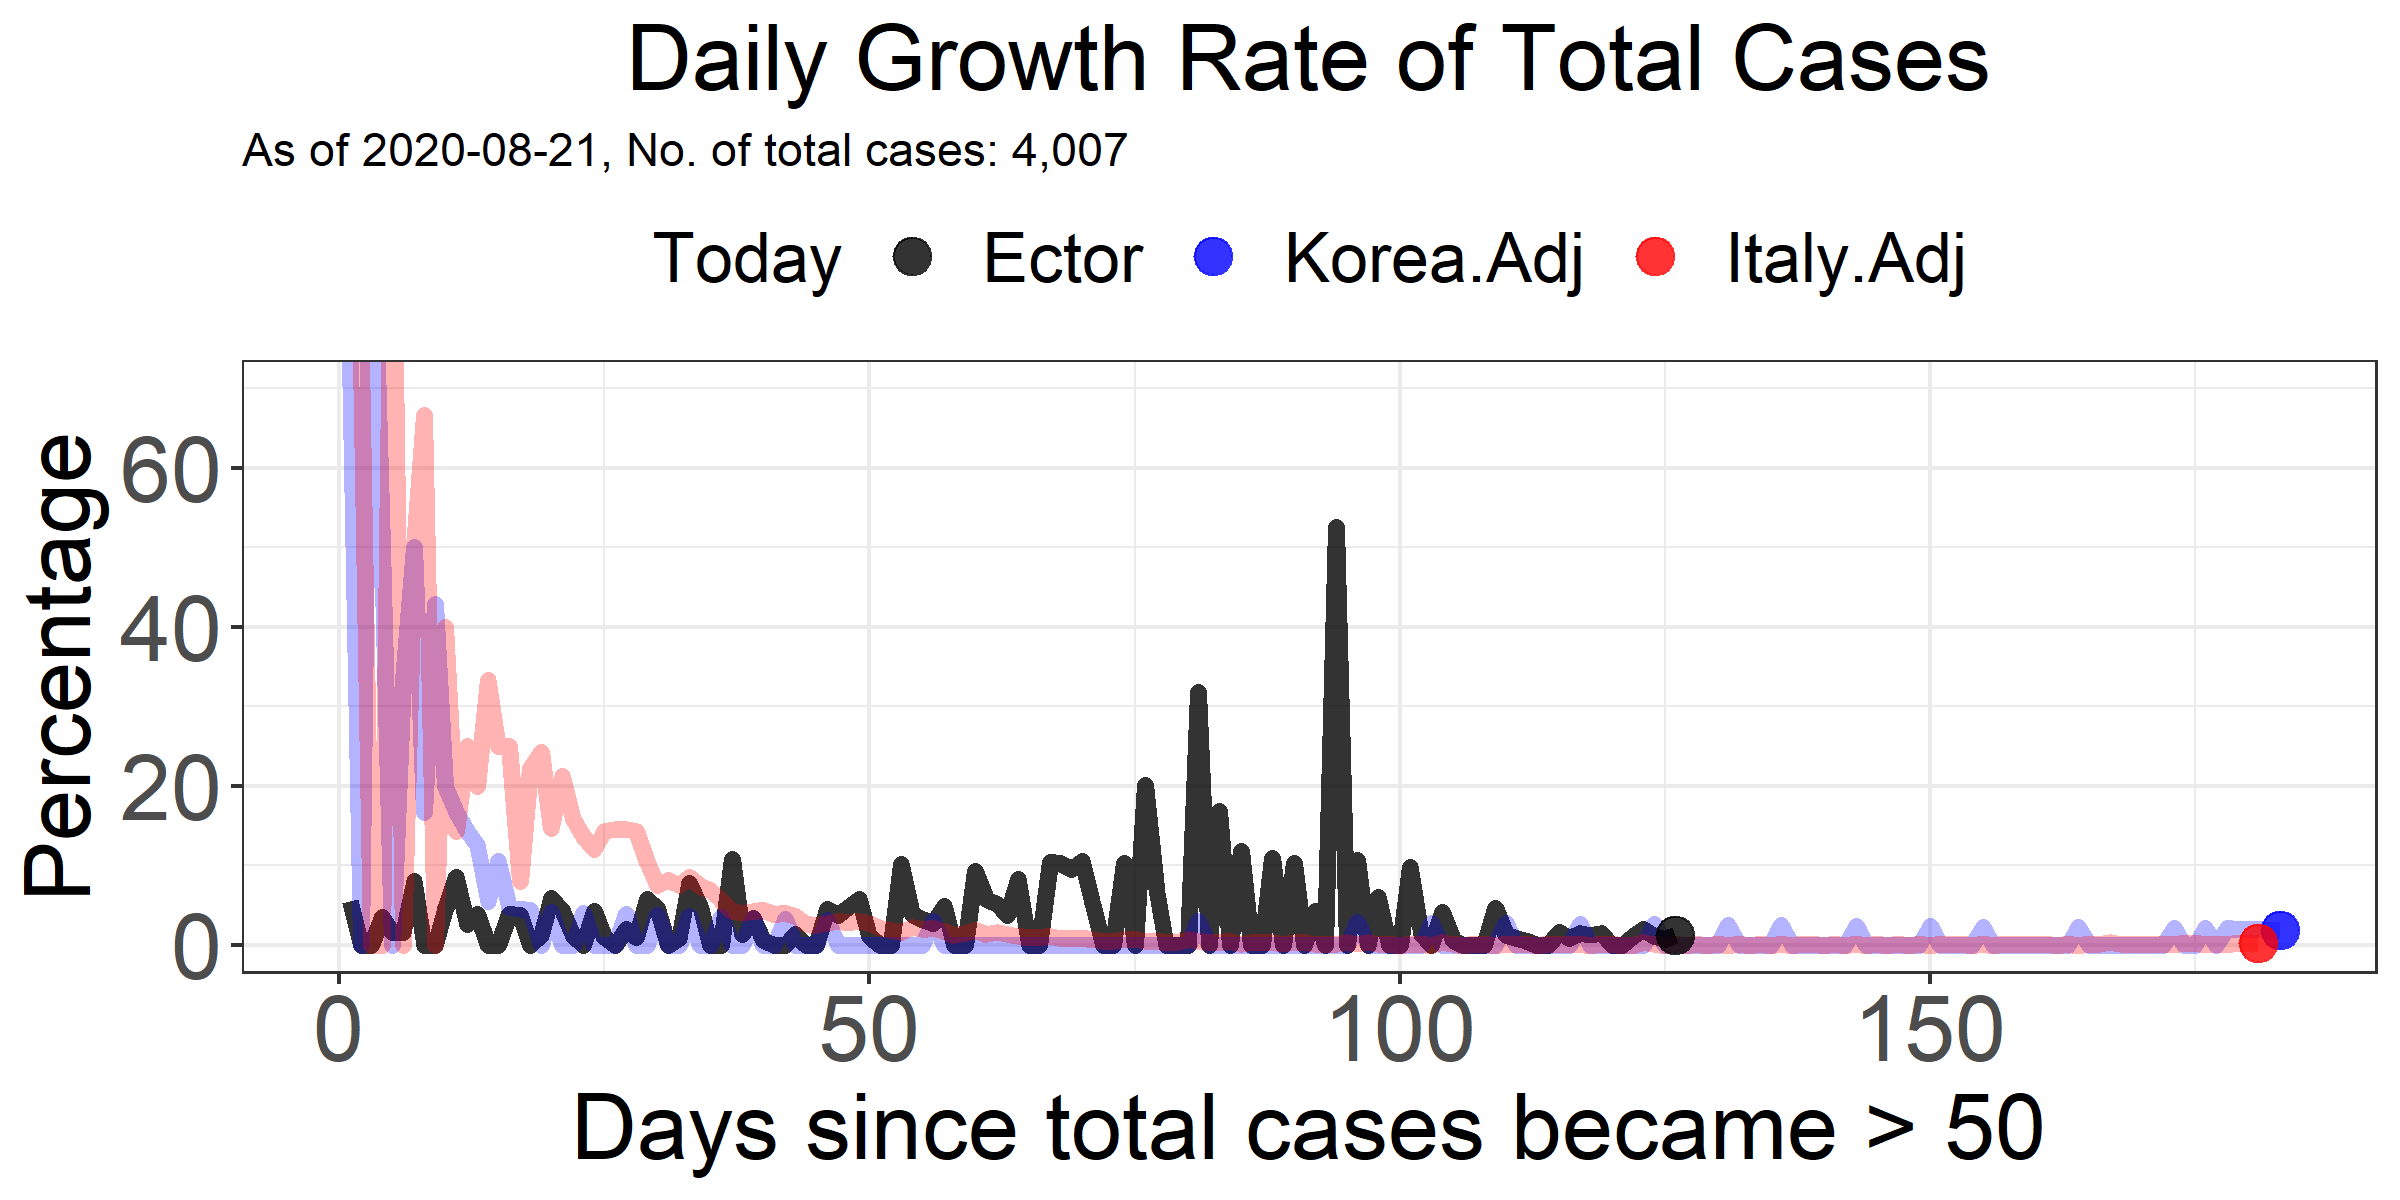 Daily Growth Rate of Total Cases
As of 2020-08-21, No. of total cases: 4,007
Today Ector Korea.Adj Italy.Adj
Percentage
60
40
20
0
0 50 100 150
Days since total cases became > 50